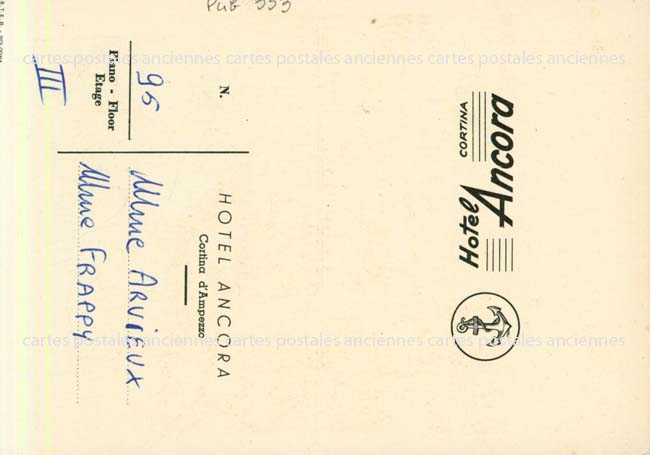 Pub 333
cartes postales anciennes cartes postales anciennes cartes postales anciennes
CORTINA
Hotel Ancora
N.
95
Piano - Floor
Etage
III
HOTEL ANCORA
Cortina d'Ampezzo
Mme ARVIEUX
Mme FRAPPY
cartes postales anciennes cartes postales anciennes cartes postales anciennes